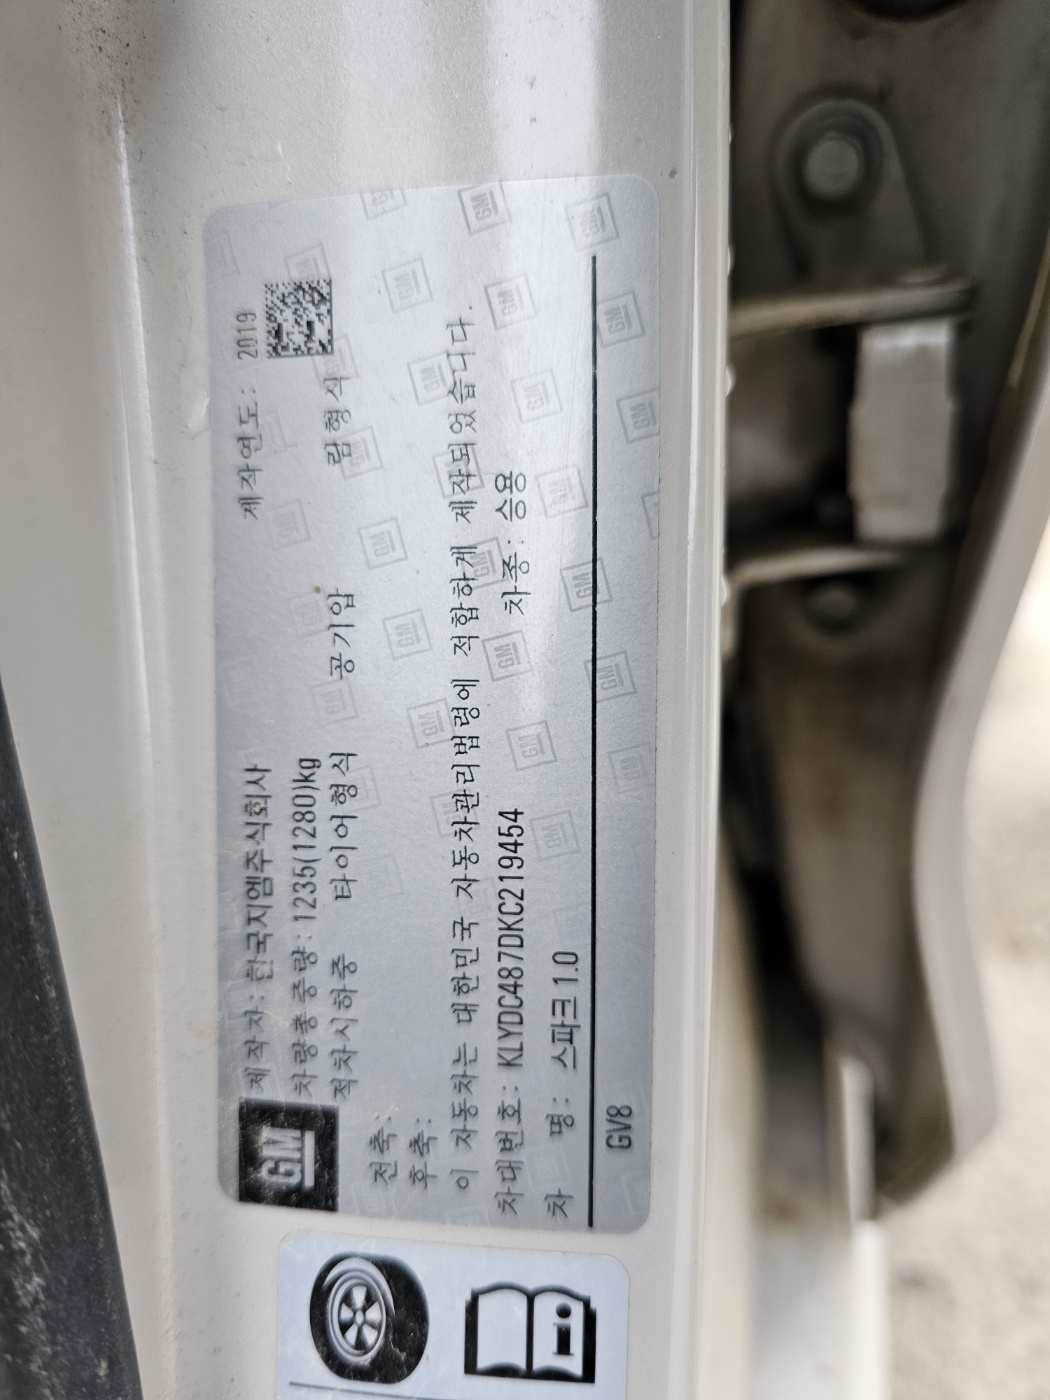 GM
제작자: 한국지엠주식회사 제작연도: 2019
차량총중량: 1235(1280)kg
적차시하중 타이어형식 공기압 림형식
전축:
후축:
이 자동차는 대한민국 자동차관리법령에 적합하게 제작되었습니다.
차대번호: KLYDC487DKC219454 차종: 승용
차 명: 스파크 1.0
GV8